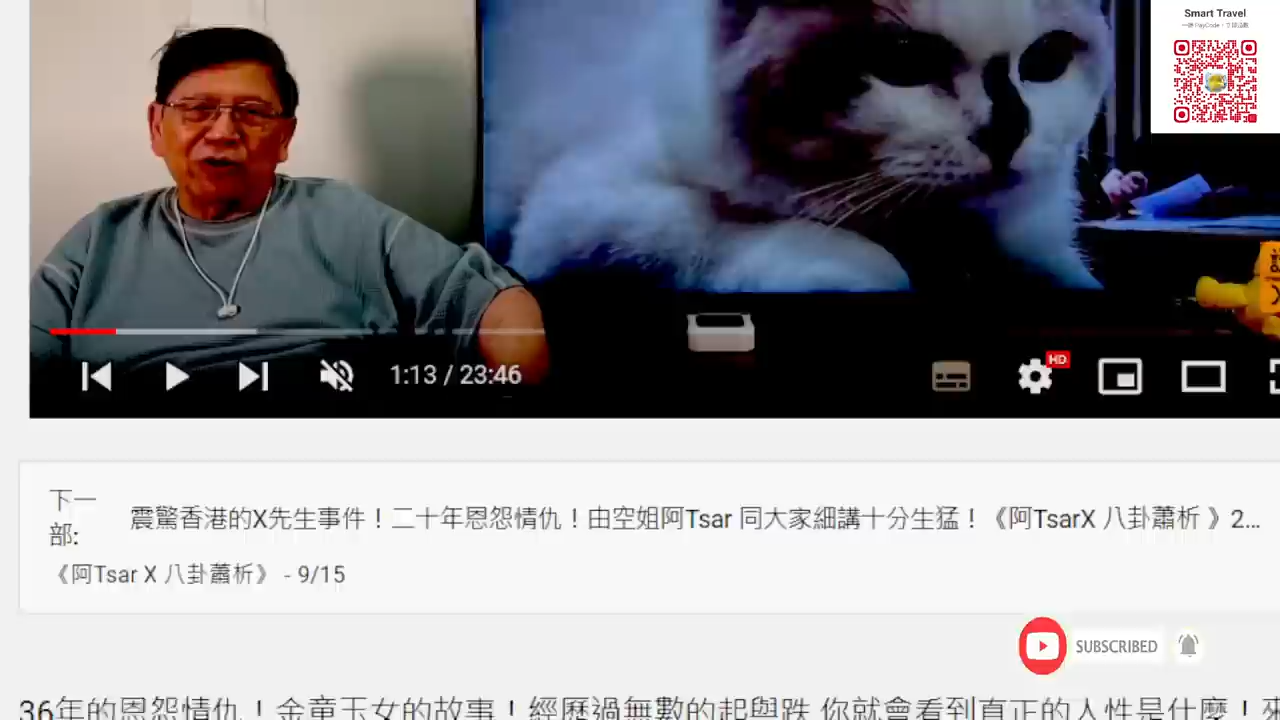 Smart Travel
HD
1:13 / 23:46
下一
部:
震驚香港的X先生事件！二十年恩怨情仇！由空姐阿Tsar 同大家細講十分生猛！《阿TsarX 八卦蕭析 》2...
《阿Tsar X 八卦蕭析》 - 9/15
SUBSCRIBED
36年的恩怨情仇！金童玉女的故事！經歷過無數的起與跌 你就會看到真正的人性是什麼！